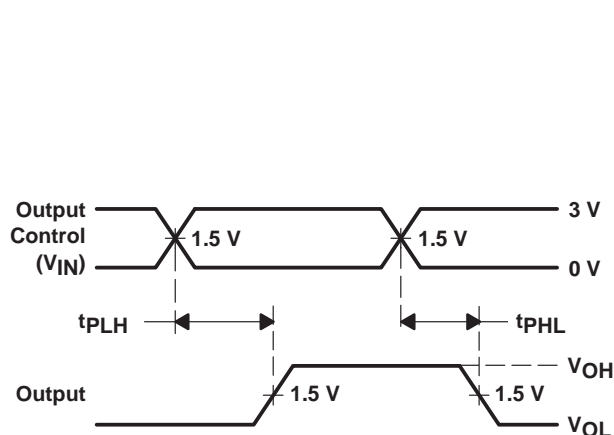 Output
Control
(VIN)
1.5 V
1.5 V
3 V
0 V
tPLH
tPHL
Output
1.5 V
1.5 V
VOH
VOL